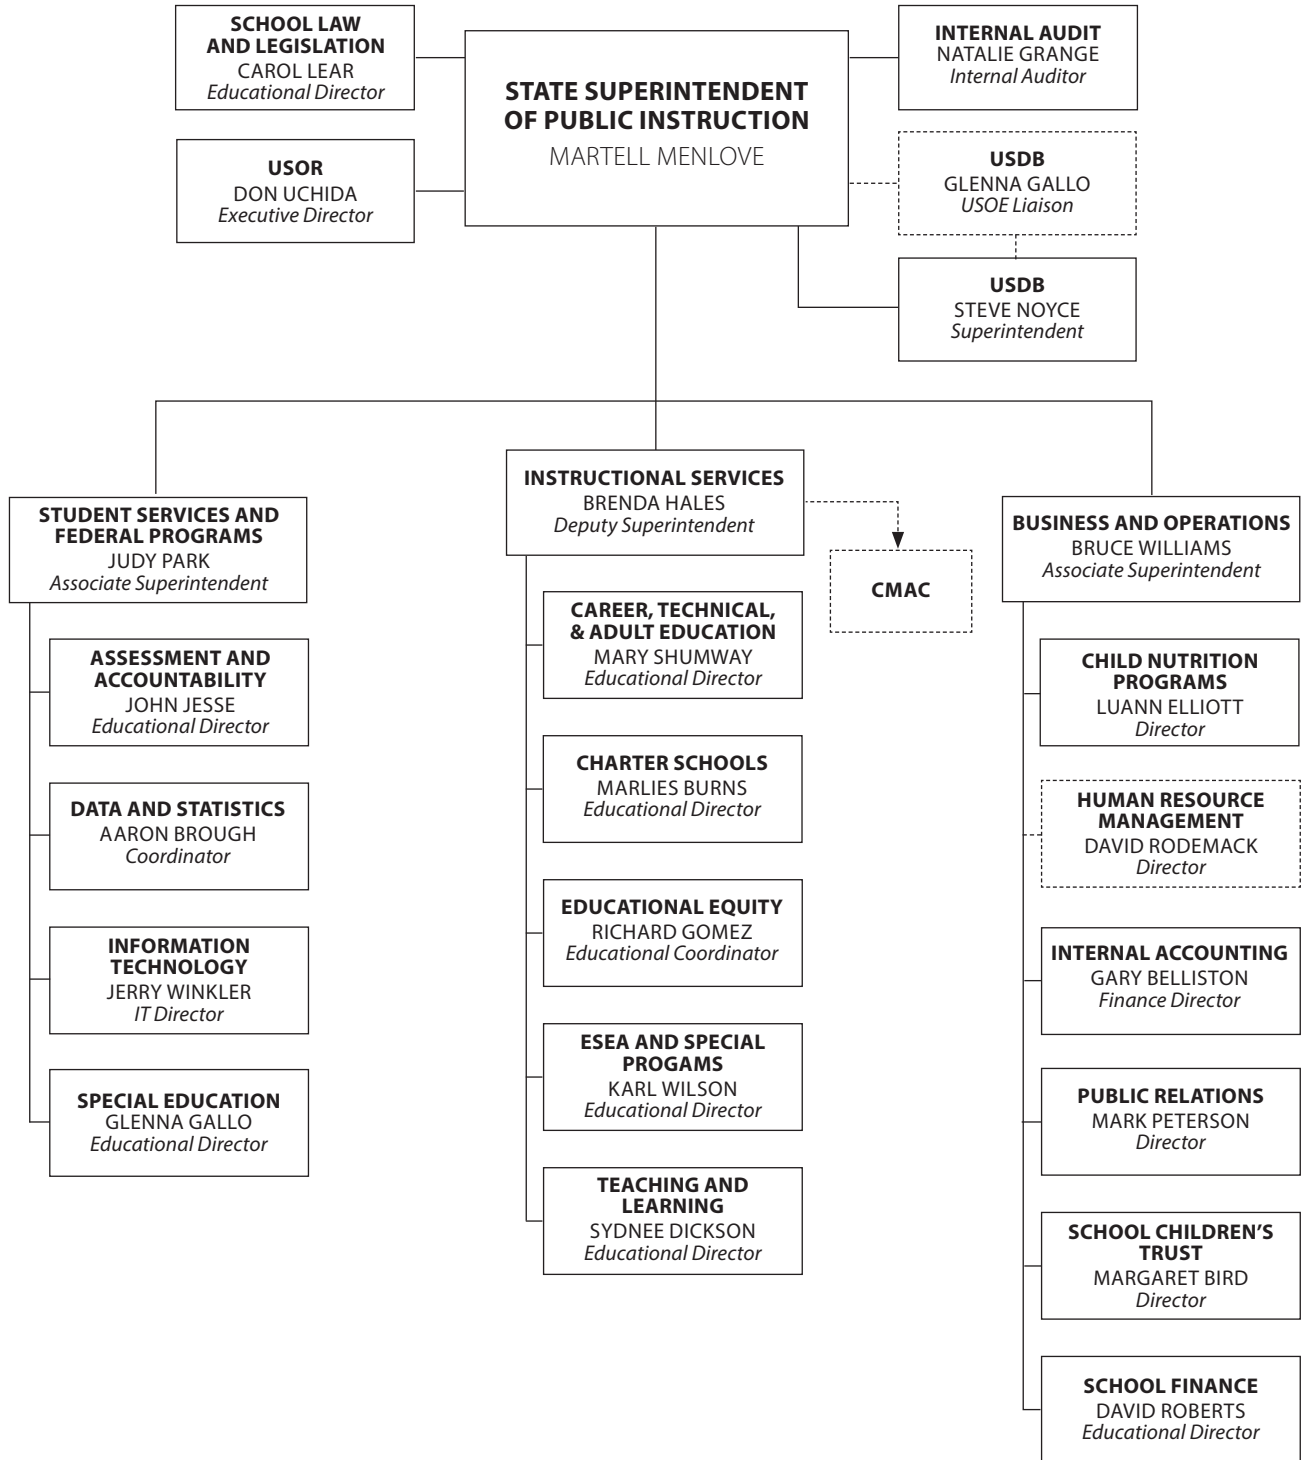 SCHOOL LAW
AND LEGISLATION
CAROL LEAR
Educational Director
USOR
DON UCHIDA
Executive Director
STATE SUPERINTENDENT
OF PUBLIC INSTRUCTION
MARTELL MENLOVE
INTERNAL AUDIT
NATALIE GRANGE
Internal Auditor
USDB
GLENNA GALLO
USOE Liaison
USDB
STEVE NOYCE
Superintendent
STUDENT SERVICES AND
FEDERAL PROGRAMS
JUDY PARK
Associate Superintendent
ASSESSMENT AND
ACCOUNTABILITY
JOHN JESSE
Educational Director
DATA AND STATISTICS
AARON BROUGH
Coordinator
INFORMATION
TECHNOLOGY
JERRY WINKLER
IT Director
SPECIAL EDUCATION
GLENNA GALLO
Educational Director
INSTRUCTIONAL SERVICES
BRENDA HALES
Deputy Superintendent
CMAC
CAREER, TECHNICAL,
& ADULT EDUCATION
MARY SHUMWAY
Educational Director
CHARTER SCHOOLS
MARLIES BURNS
Educational Director
EDUCATIONAL EQUITY
RICHARD GOMEZ
Educational Coordinator
ESEA AND SPECIAL
PROGAMS
KARL WILSON
Educational Director
TEACHING AND
LEARNING
SYDNEE DICKSON
Educational Director
BUSINESS AND OPERATIONS
BRUCE WILLIAMS
Associate Superintendent
CHILD NUTRITION
PROGRAMS
LUANN ELLIOTT
Director
HUMAN RESOURCE
MANAGEMENT
DAVID RODEMACK
Director
INTERNAL ACCOUNTING
GARY BELLISTON
Finance Director
PUBLIC RELATIONS
MARK PETERSON
Director
SCHOOL CHILDREN'S
TRUST
MARGARET BIRD
Director
SCHOOL FINANCE
DAVID ROBERTS
Educational Director